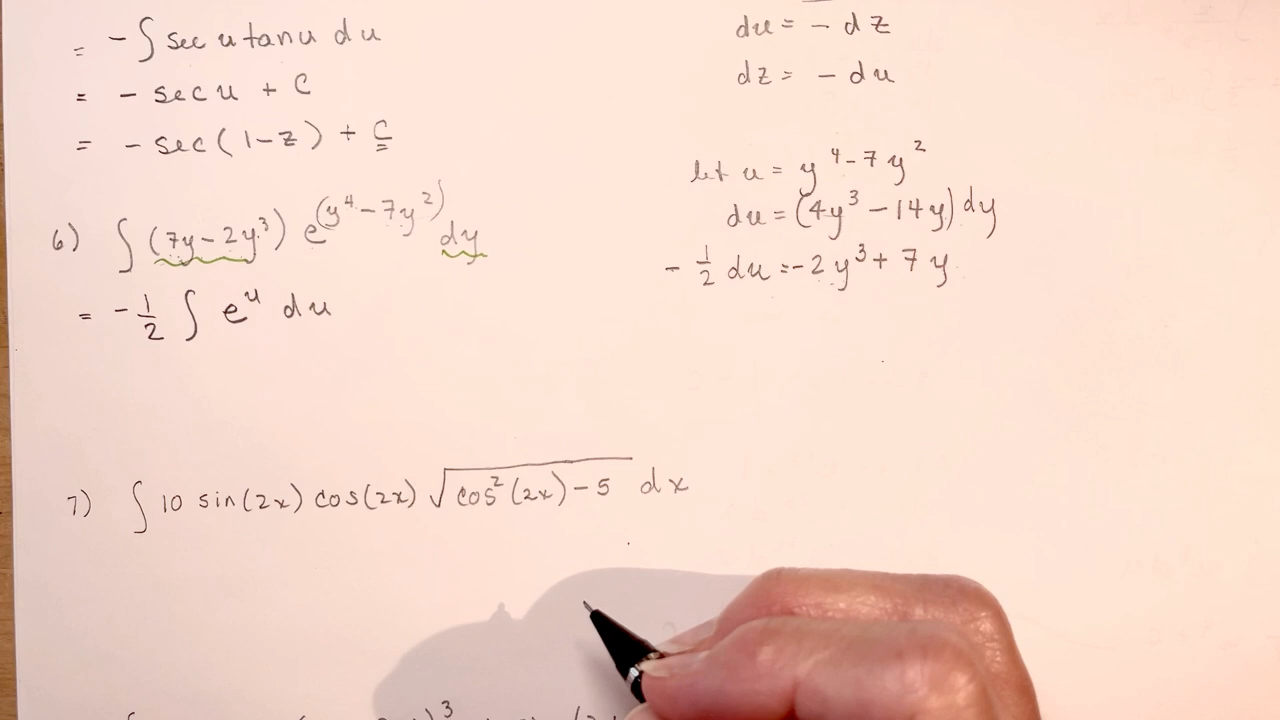 = - ∫ sec u tan u du
= - sec u + C
= - sec(1-z) + C
du = - dz
dz = - du
6) ∫ (7y - 2y³) e^(y⁴ - 7y²) dy
= -1/2 ∫ e^u du
let u = y⁴ - 7y²
du = (4y³ - 14y) dy
- 1/2 du = -2y³ + 7y
7) ∫ 10 sin(2x) cos(2x) √(cos²(2x) - 5) dx